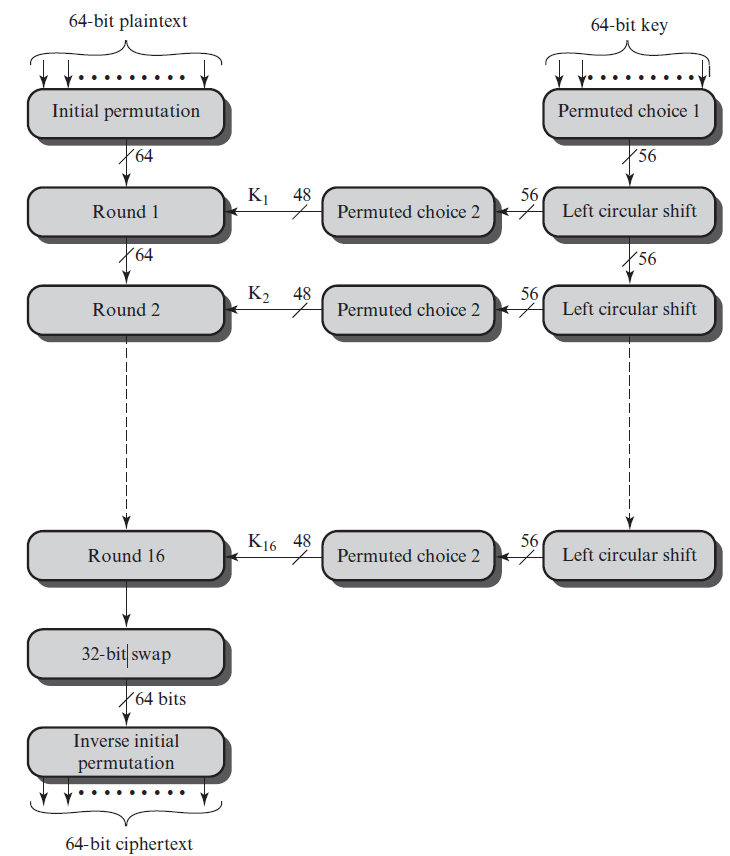 64-bit plaintext
64-bit key
Initial permutation
Permuted choice 1
64
56
Round 1
K1
48
Permuted choice 2
56
Left circular shift
64
56
Round 2
K2
48
Permuted choice 2
56
Left circular shift
Round 16
K16
48
Permuted choice 2
56
Left circular shift
32-bit swap
64 bits
Inverse initial
permutation
64-bit ciphertext